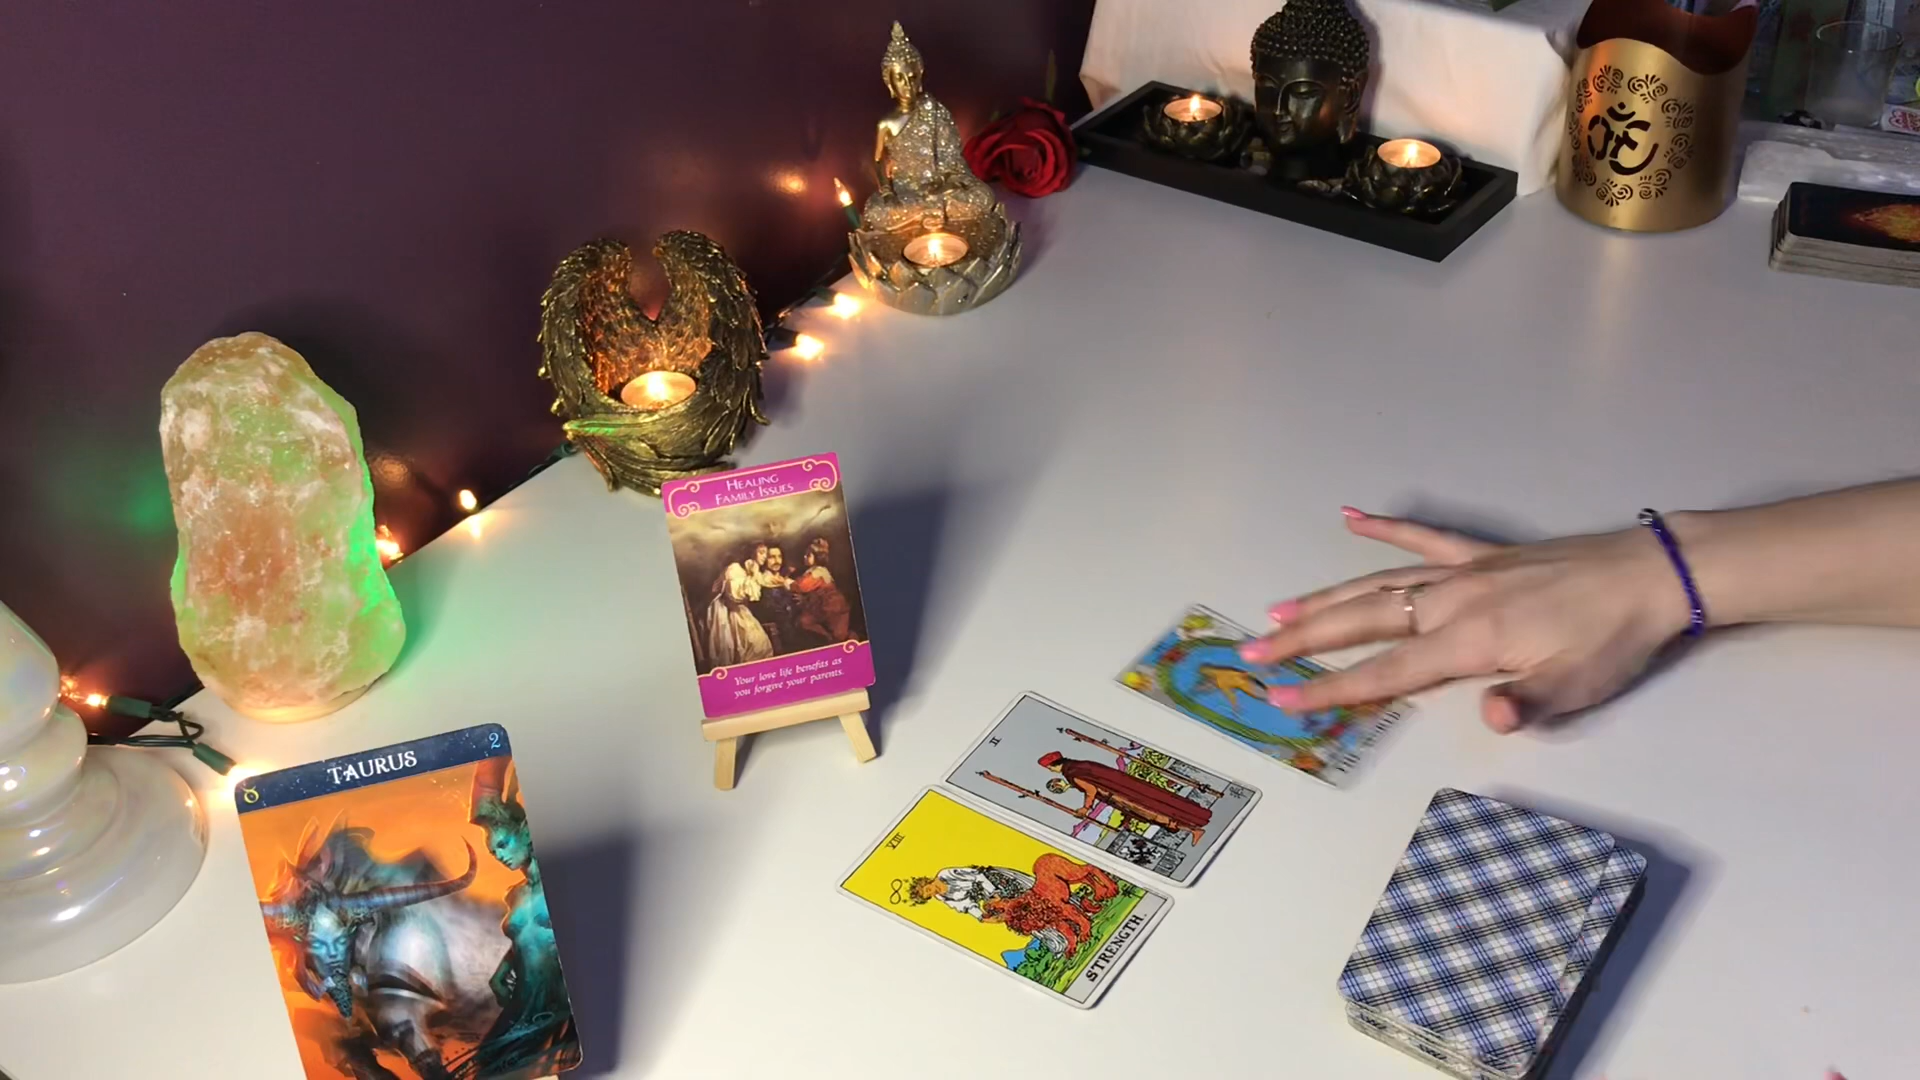 HEALING
FAMILY ISSUES
Your love life benefits as
you forgive your parents.
TAURUS
2
II
VIII
STRENGTH.